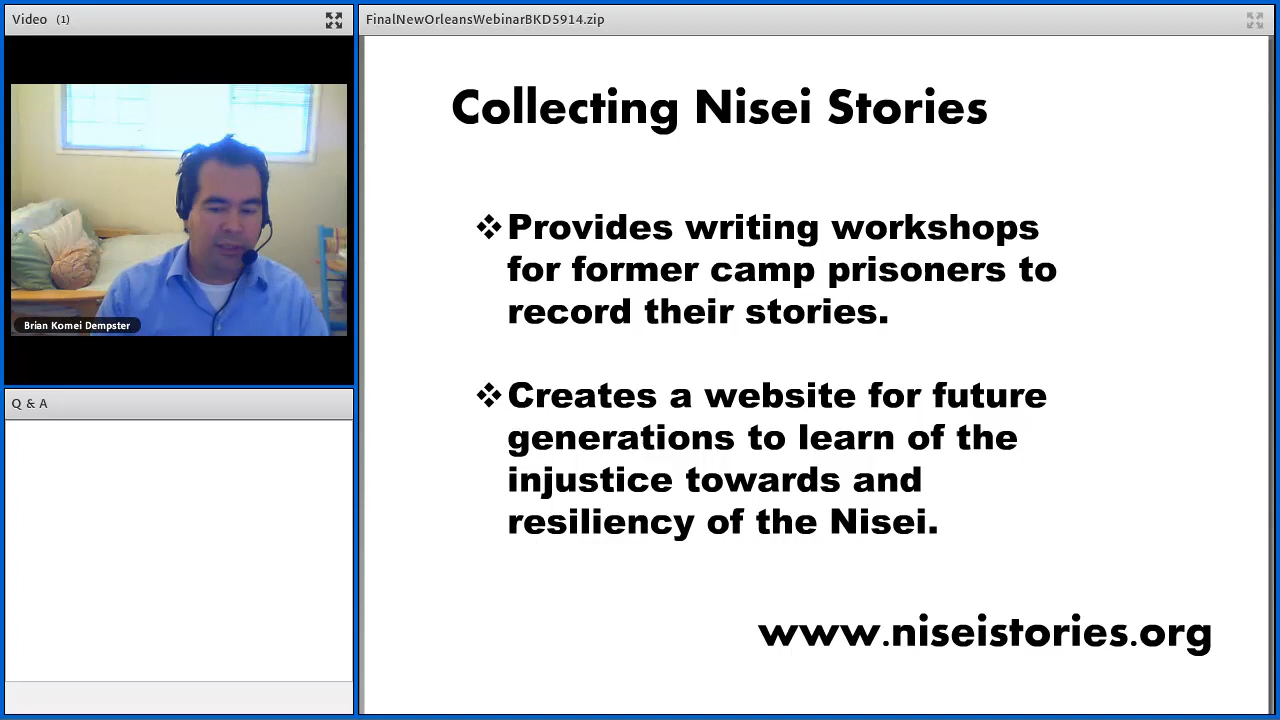 Video (1)
Brian Komei Dempster
Q & A
FinalNewOrleansWebinarBKD5914.zip
Collecting Nisei Stories
❖Provides writing workshops
for former camp prisoners to
record their stories.
❖Creates a website for future
generations to learn of the
injustice towards and
resiliency of the Nisei.
www.niseistories.org